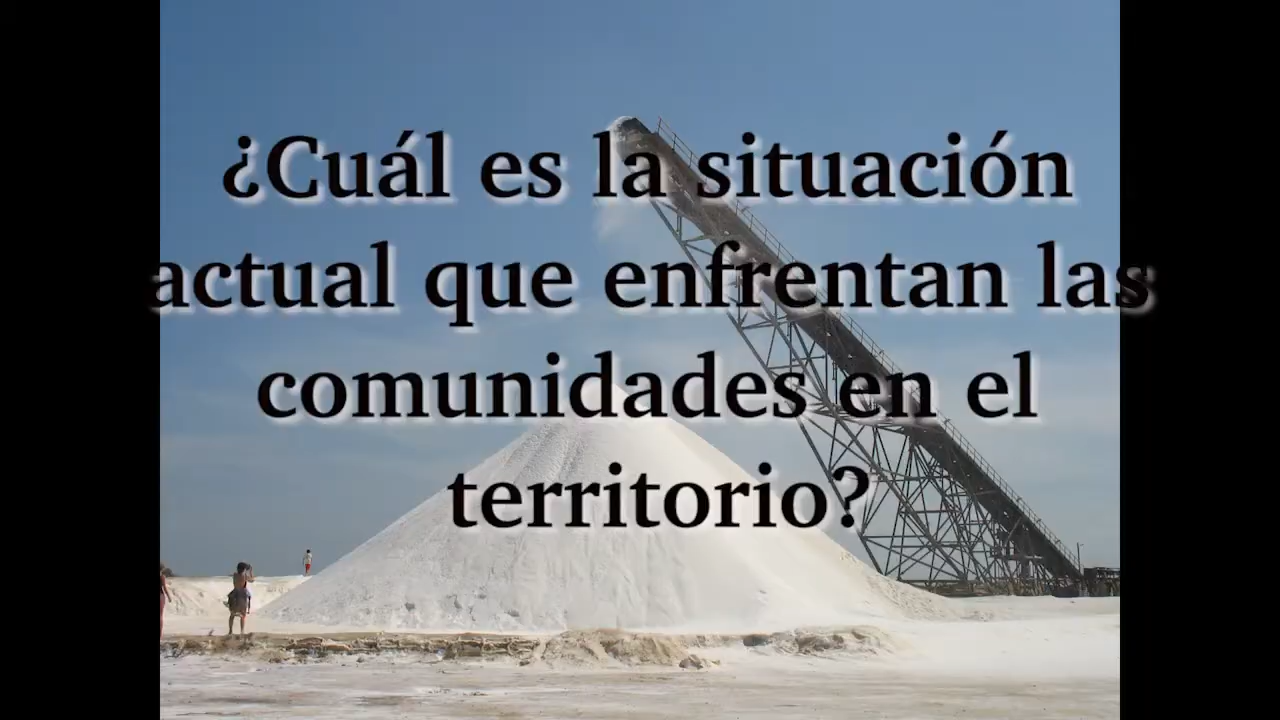 ¿Cuál es la situación
actual que enfrentan las
comunidades en el
territorio?